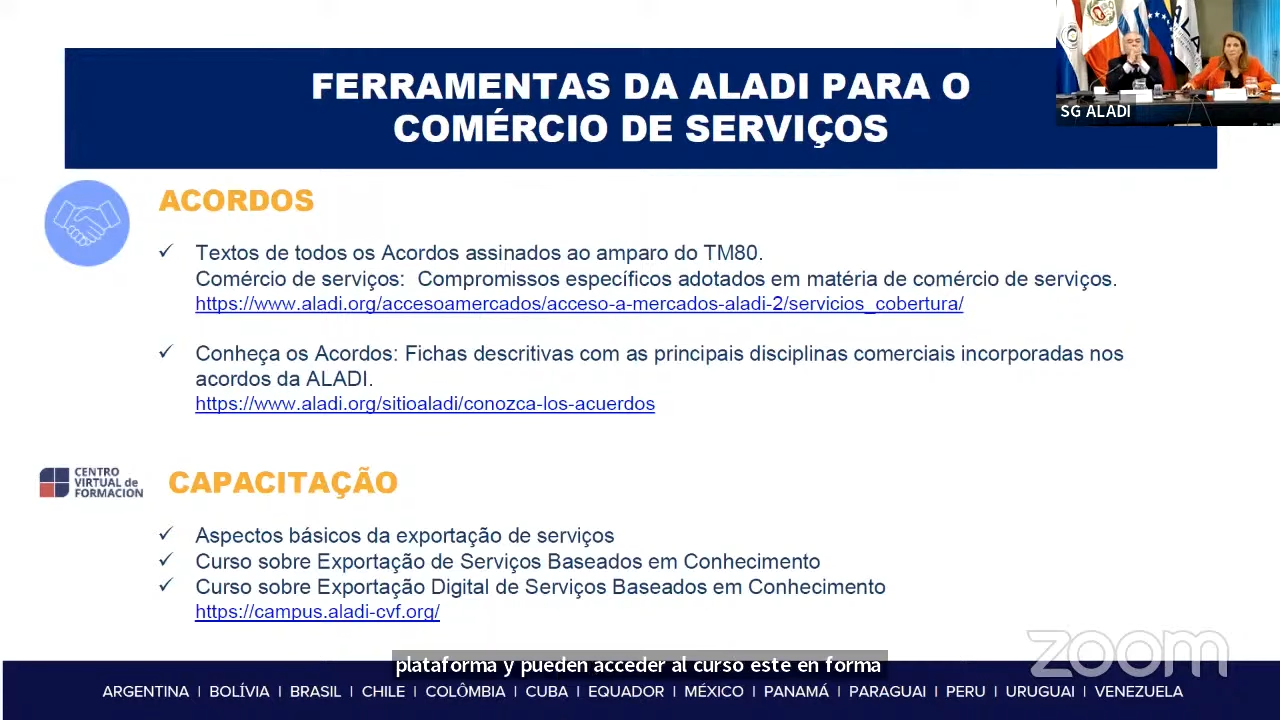 FERRAMENTAS DA ALADI PARA O
COMÉRCIO DE SERVIÇOS
SG ALADI
ACORDOS
✓ Textos de todos os Acordos assinados ao amparo do TM80.
Comércio de serviços: Compromissos específicos adotados em matéria de comércio de serviços.
https://www.aladi.org/accesoamercados/acceso-a-mercados-aladi-2/servicios_cobertura/
✓ Conheça os Acordos: Fichas descritivas com as principais disciplinas comerciais incorporadas nos
acordos da ALADI.
https://www.aladi.org/sitioaladi/conozca-los-acuerdos
CENTRO
VIRTUAL de
FORMACION
CAPACITAÇÃO
✓ Aspectos básicos da exportação de serviços
✓ Curso sobre Exportação de Serviços Baseados em Conhecimento
✓ Curso sobre Exportação Digital de Serviços Baseados em Conhecimento
https://campus.aladi-cvf.org/
zoom
plataforma y pueden acceder al curso este en forma
ARGENTINA | BOLÍVIA | BRASIL | CHILE | COLÔMBIA | CUBA | EQUADOR | MÉXICO | PANAMÁ | PARAGUAI | PERU | URUGUAI | VENEZUELA